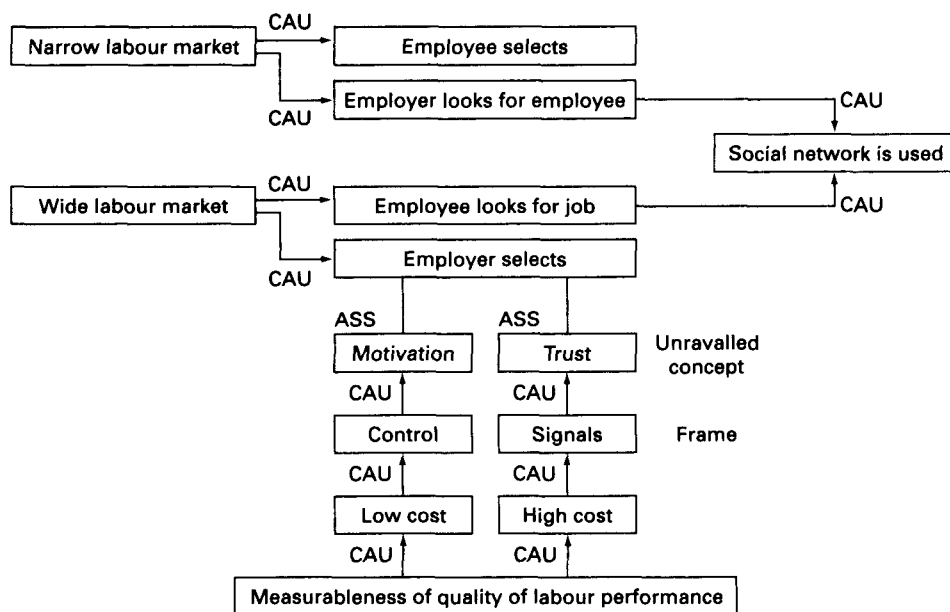 CAU
Narrow labour market
Employee selects
Employer looks for employee
CAU
CAU
Social network is used
CAU
Wide labour market
Employee looks for job
CAU
Employer selects
CAU
ASS
ASS
Motivation
Trust
Unravalled
concept
CAU
CAU
Control
Signals
Frame
CAU
CAU
Low cost
High cost
CAU
CAU
Measurableness of quality of labour performance